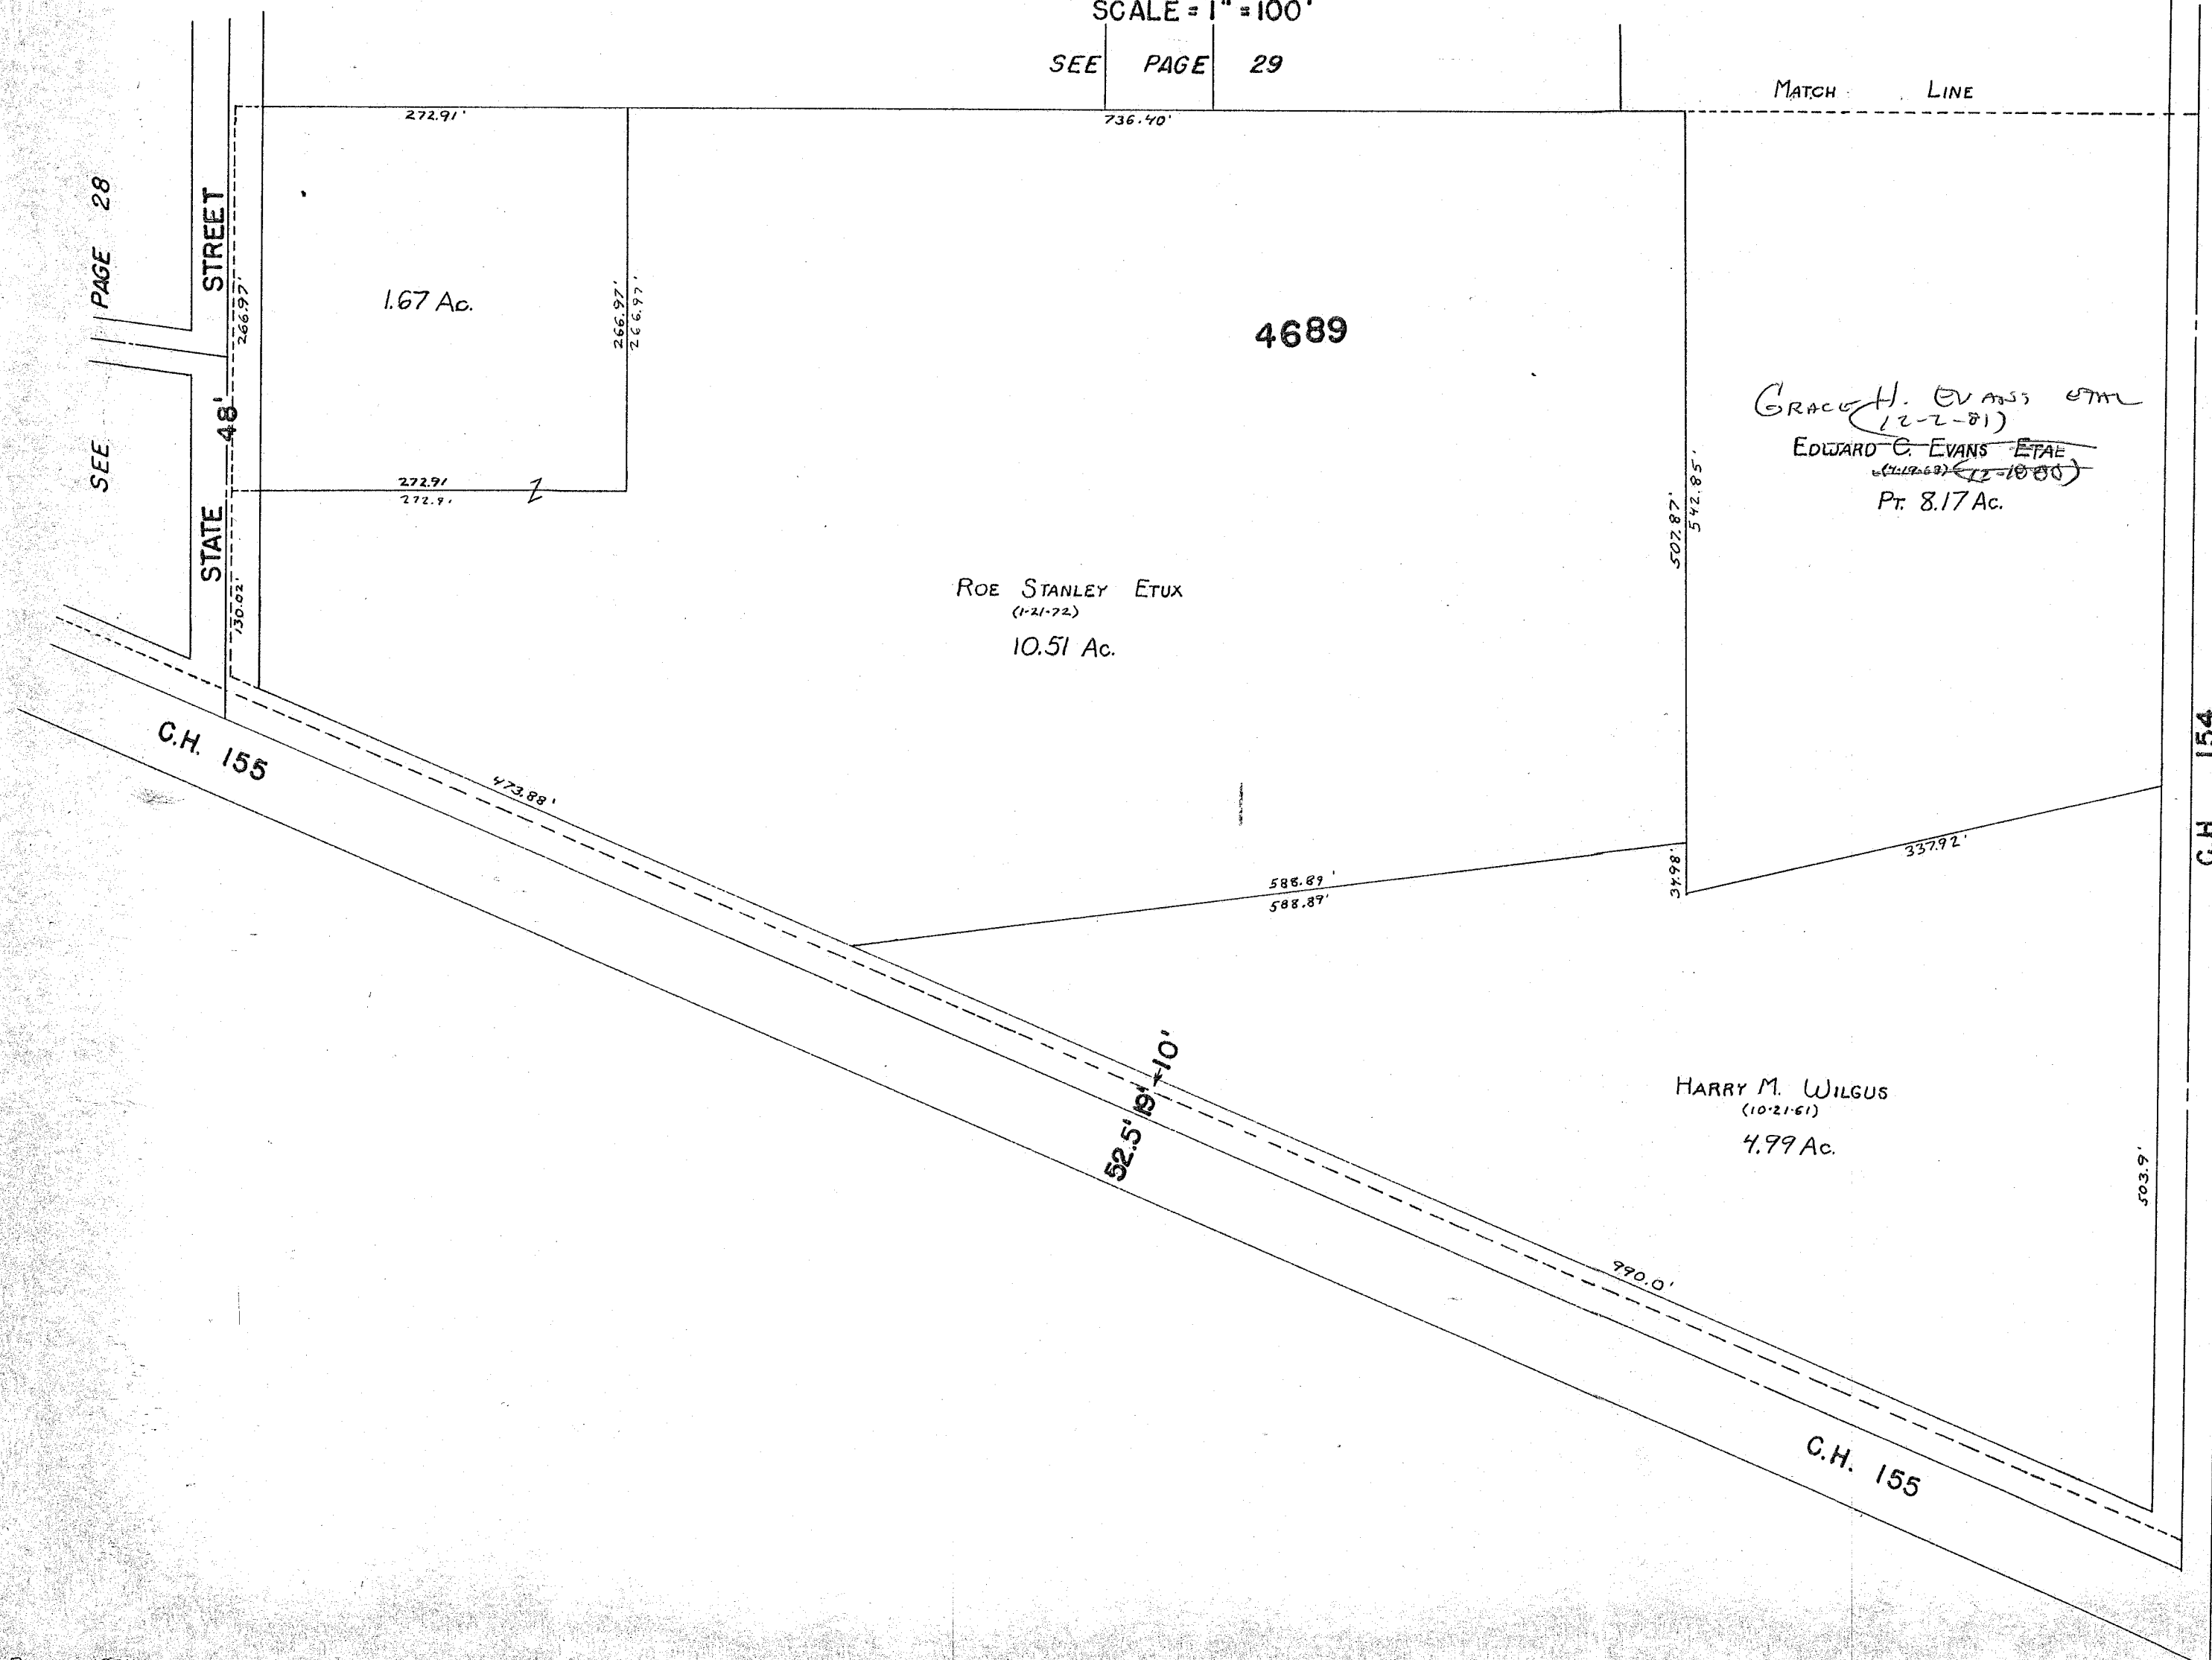 SCALE = 1" = 100'
SEE PAGE 29
MATCH LINE
272.91'
736.40'
SEE PAGE 28
STATE 48' STREET
266.97'
1.67 Ac.
266.97'
266.97'
4689
GRACE H. EVANS ETAL
(2-2-81)
EDWARD C. EVANS ETAL
PT. 8.17 Ac.
272.91
272.9
507.87'
542.85'
130.02'
ROE STANLEY ETUX
(1-21-72)
10.51 Ac.
C.H. 155
473.88'
C.H. 154
337.92'
34.98'
588.89'
588.89'
52.5' 19' 10'
HARRY M. WILGUS
(10-21-61)
4.99 Ac.
503.9'
990.0'
C.H. 155